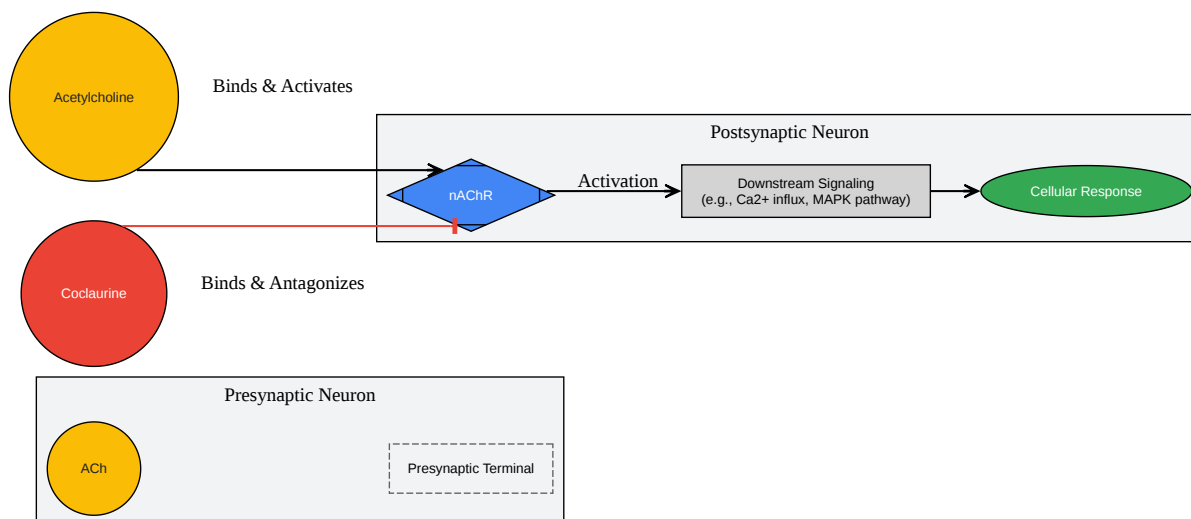 Acetylcholine
Binds & Activates
Postsynaptic Neuron
nAChR
Activation
Downstream Signaling
(e.g., Ca2+ influx, MAPK pathway)
Cellular Response
Coclaurine
Binds & Antagonizes
Presynaptic Neuron
ACh
Presynaptic Terminal